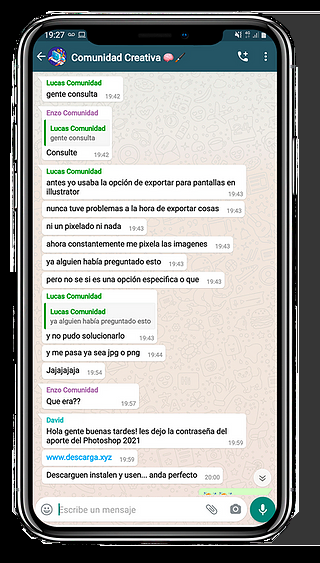 19:27
Comunidad Creativa
Lucas Comunidad
gente consulta 19:42
Enzo Comunidad
Lucas Comunidad
gente consulta
Consulte 19:42
Lucas Comunidad
antes yo usaba la opción de exportar para pantallas en
illustrator
19:43
nunca tuve problemas a la hora de exportar cosas 19:43
ni un pixelado ni nada 19:43
ahora constantemente me pixela las imagenes 19:43
ya alguien había preguntado esto 19:43
pero no se si es una opción especifica o que 19:43
Lucas Comunidad
Lucas Comunidad
ya alguien había preguntado esto
y no pudo solucionarlo 19:43
y me pasa ya sea jpg o png 19:44
Jajajajaja 19:54
Enzo Comunidad
Que era?? 19:57
David
Hola gente buenas tardes! les dejo la contraseña del
aporte del Photoshop 2021
19:59
www.descarga.xyz 19:59
Descarguen instalen y usen... anda perfecto 20:00
Escribe un mensaje